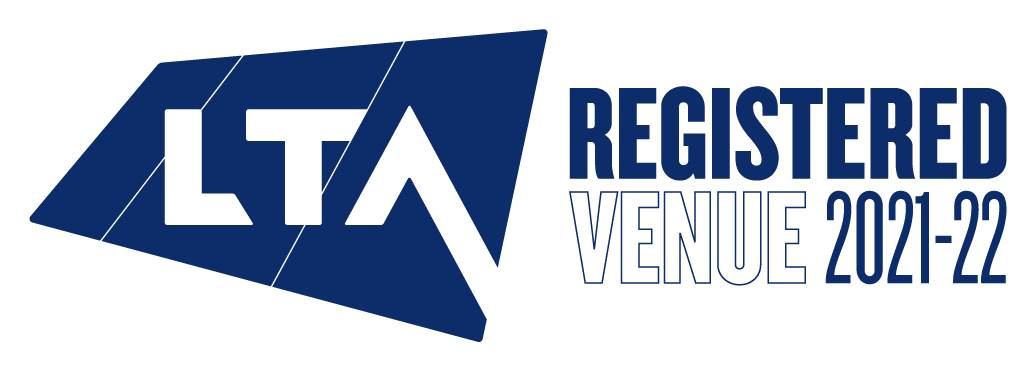 LTA
REGISTERED
VENUE 2021-22